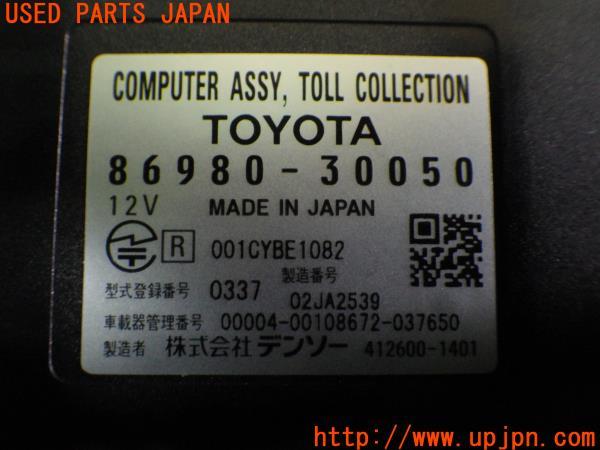 USED PARTS JAPAN
COMPUTER ASSY, TOLL COLLECTION
TOYOTA
86980-30050
12V MADE IN JAPAN
R 001CYBE1082
型式登録番号 0337 製造番号 02JA2539
車載器管理番号 00004-00108672-037650
製造者 株式会社 デンソー 412600-1401
http://www.upjpn.com